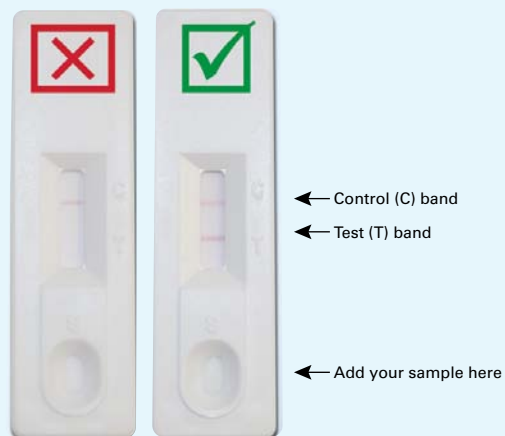 C
C
Control (C) band
T
T
Test (T) band
S
S
Add your sample here